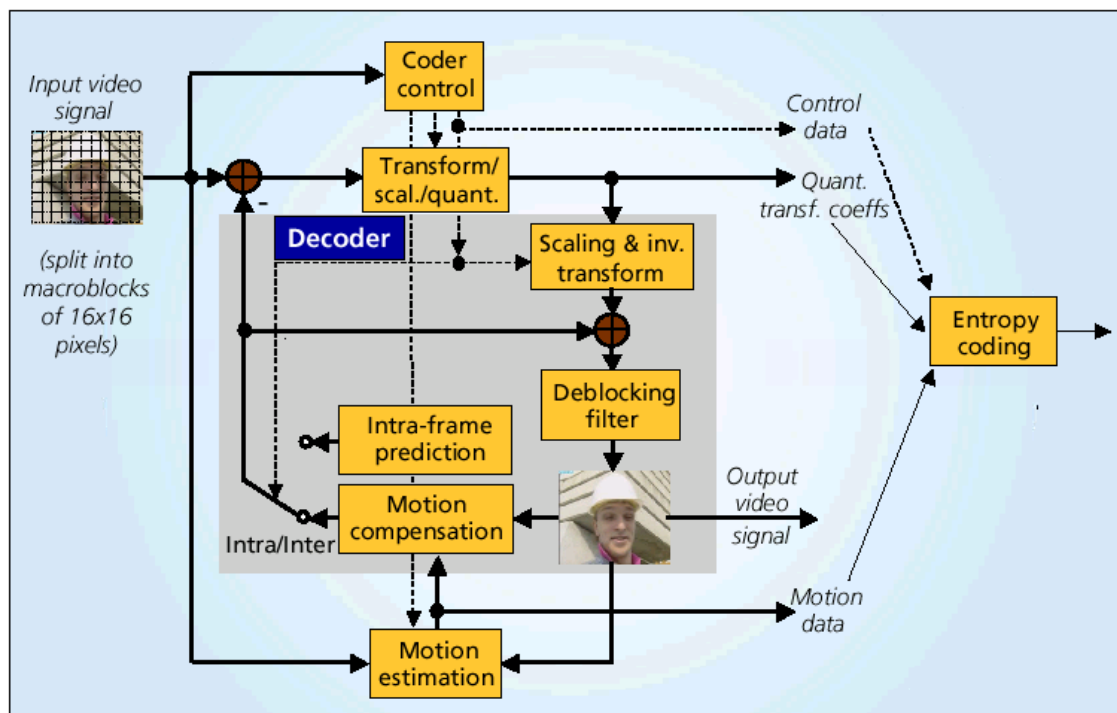 Input video
signal
(split into
macroblocks
of 16x16
pixels)
Coder
control
Transform/
scal./quant.
-
Control
data
Quant.
transf. coeffs
Decoder
Scaling & inv.
transform
Entropy
coding
Deblocking
filter
Intra-frame
prediction
Motion
compensation
Intra/Inter
Output
video
signal
Motion
estimation
Motion
data